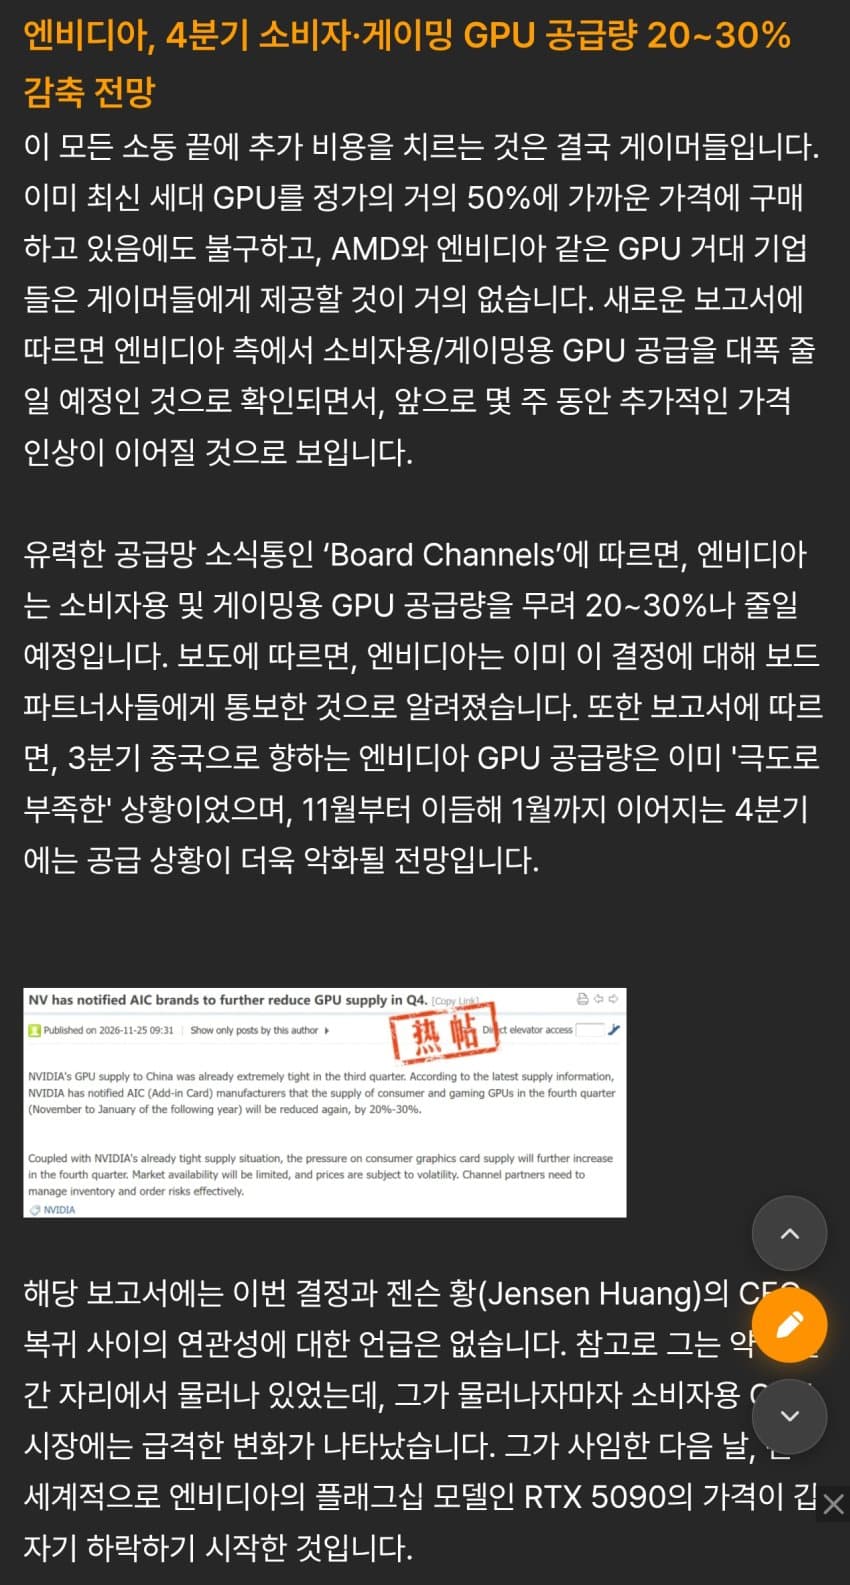 엔비디아, 4분기 소비자·게이밍 GPU 공급량 20~30%
감축 전망
이 모든 소동 끝에 추가 비용을 치르는 것은 결국 게이머들입니다.
이미 최신 세대 GPU를 정가의 거의 50%에 가까운 가격에 구매
하고 있음에도 불구하고, AMD와 엔비디아 같은 GPU 거대 기업
들은 게이머들에게 제공할 것이 거의 없습니다. 새로운 보고서에
따르면 엔비디아 측에서 소비자용/게이밍용 GPU 공급을 대폭 줄
일 예정인 것으로 확인되면서, 앞으로 몇 주 동안 추가적인 가격
인상이 이어질 것으로 보입니다.
유력한 공급망 소식통인 ‘Board Channels’에 따르면, 엔비디아
는 소비자용 및 게이밍용 GPU 공급량을 무려 20~30%나 줄일
예정입니다. 보도에 따르면, 엔비디아는 이미 이 결정에 대해 보드
파트너사들에게 통보한 것으로 알려졌습니다. 또한 보고서에 따르
면, 3분기 중국으로 향하는 엔비디아 GPU 공급량은 이미 '극도로
부족한' 상황이었으며, 11월부터 이듬해 1월까지 이어지는 4분기
에는 공급 상황이 더욱 악화될 전망입니다.
NV has notified AIC brands to further reduce GPU supply in Q4. [Copy Link]
Published on 2026-11-25 09:31 Show only posts by this author
热帖
elevator access
NVIDIA's GPU supply to China was already extremely tight in the third quarter. According to the latest supply information,
NVIDIA has notified AIC (Add-in Card) manufacturers that the supply of consumer and gaming GPUs in the fourth quarter
(November to January of the following year) will be reduced again, by 20%-30%.
Coupled with NVIDIA's already tight supply situation, the pressure on consumer graphics card supply will further increase
in the fourth quarter. Market availability will be limited, and prices are subject to volatility. Channel partners need to
manage inventory and order risks effectively.
NVIDIA
해당 보고서에는 이번 결정과 젠슨 황(Jensen Huang)의 CEO
복귀 사이의 연관성에 대한 언급은 없습니다. 참고로 그는 약
간 자리에서 물러나 있었는데, 그가 물러나자마자 소비자용
시장에는 급격한 변화가 나타났습니다. 그가 사임한 다음 날,
세계적으로 엔비디아의 플래그십 모델인 RTX 5090의 가격이 갑
자기 하락하기 시작한 것입니다.